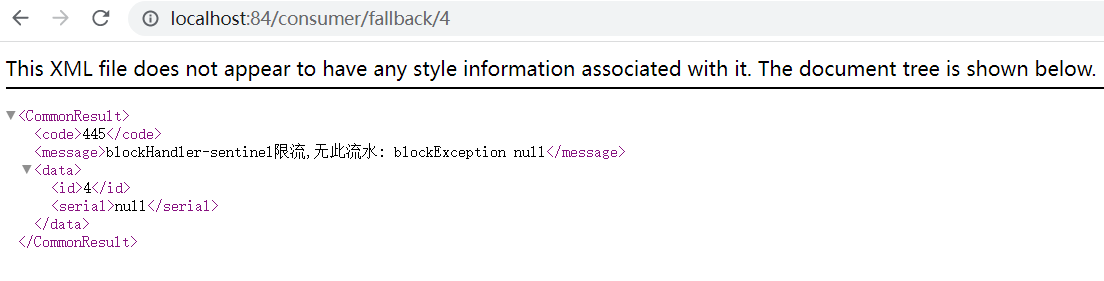 localhost:84/consumer/fallback/4
This XML file does not appear to have any style information associated with it. The document tree is shown below.
<CommonResult>
<code>445</code>
<message>blockHandler-sentinel限流,无此流水: blockException null</message>
<data>
<id>4</id>
<serial>null</serial>
</data>
</CommonResult>